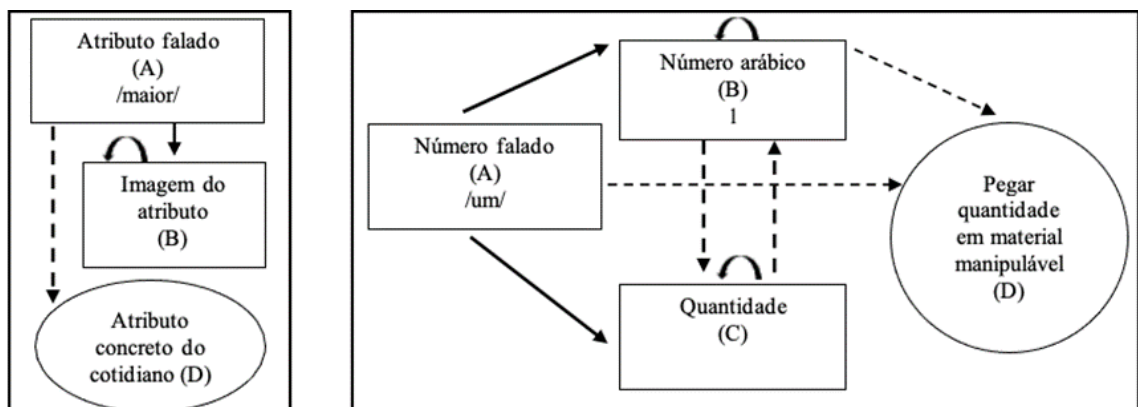 Atributo falado
(A)
/maior/
Imagem do
atributo
(B)
Atributo
concreto do
cotidiano (D)
Número arábico
(B)
1
Número falado
(A)
/um/
Pegar
quantidade
em material
manipulável
(D)
Quantidade
(C)